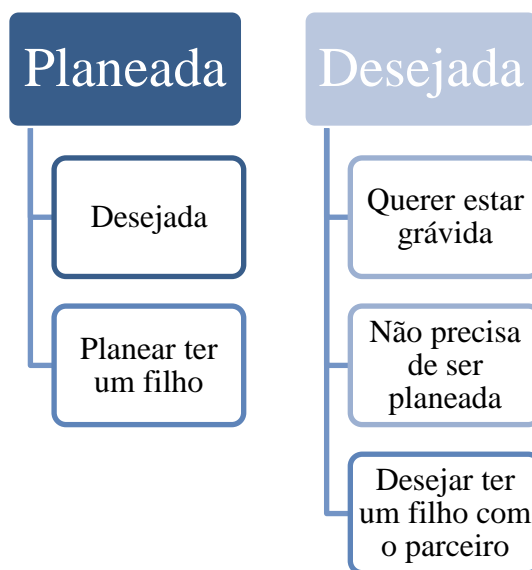 Planeada
Desejada
Planear ter
um filho
Desejada
Querer estar
grávida
Não precisa
de ser
planeada
Desejar ter
um filho com
o parceiro